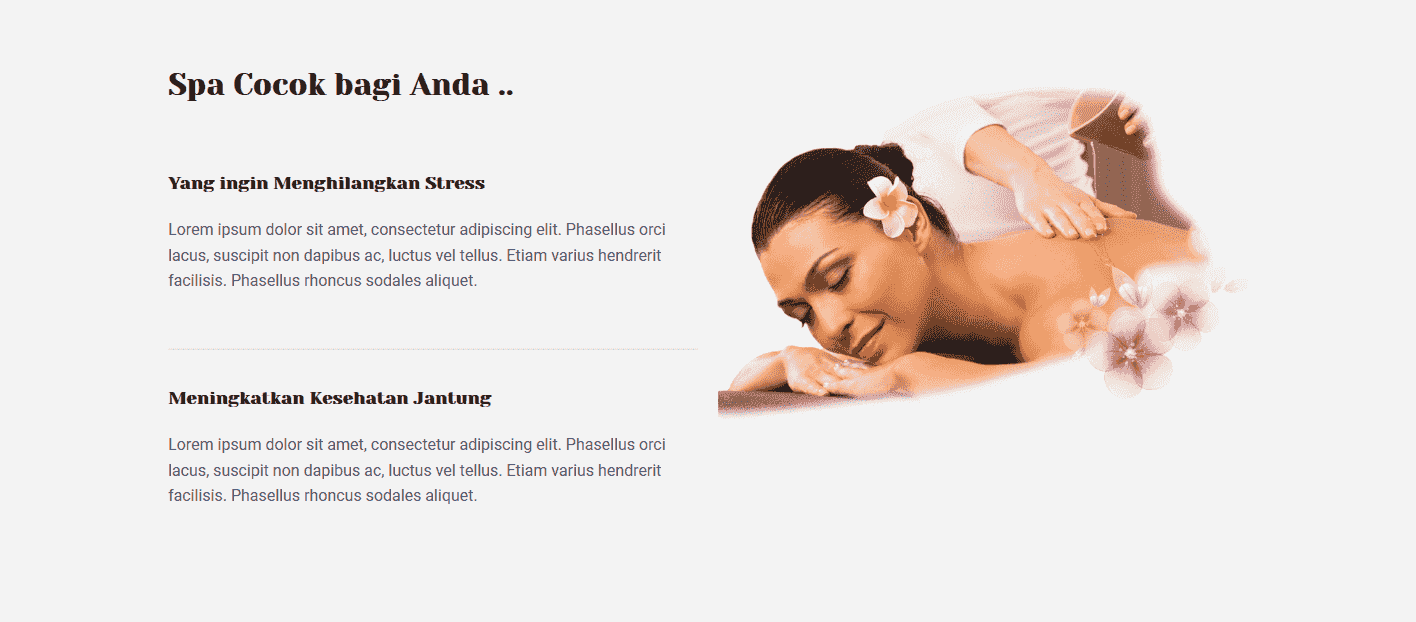 Spa Cocok bagi Anda ..
Yang ingin Menghilangkan Stress
Lorem ipsum dolor sit amet, consectetur adipiscing elit. Phasellus orci
lacus, suscipit non dapibus ac, luctus vel tellus. Etiam varius hendrerit
facilisis. Phasellus rhoncus sodales aliquet.
Meningkatkan Kesehatan Jantung
Lorem ipsum dolor sit amet, consectetur adipiscing elit. Phasellus orci
lacus, suscipit non dapibus ac, luctus vel tellus. Etiam varius hendrerit
facilisis. Phasellus rhoncus sodales aliquet.